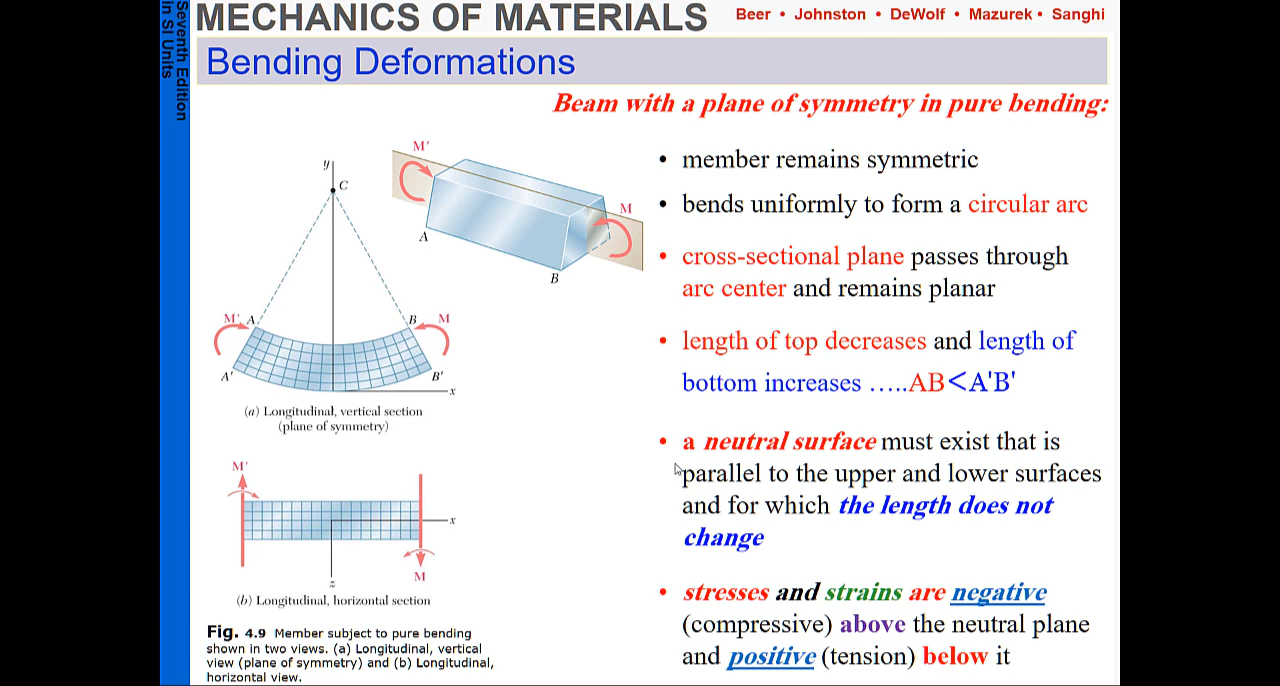 Seventh Edition
in SI Units
MECHANICS OF MATERIALS
Beer • Johnston • DeWolf • Mazurek • Sanghi
Bending Deformations
Beam with a plane of symmetry in pure bending:
• member remains symmetric
• bends uniformly to form a circular arc
• cross-sectional plane passes through
arc center and remains planar
• length of top decreases and length of
bottom increases …..AB<A'B'
• a neutral surface must exist that is
parallel to the upper and lower surfaces
and for which the length does not
change
• stresses and strains are negative
(compressive) above the neutral plane
and positive (tension) below it
M'
M
A
B
y
C
M'
A
B
M
A'
B'
x
(a) Longitudinal, vertical section
(plane of symmetry)
M'
x
M
z
(b) Longitudinal, horizontal section
Fig. 4.9 Member subject to pure bending
shown in two views. (a) Longitudinal, vertical
view (plane of symmetry) and (b) Longitudinal,
horizontal view.